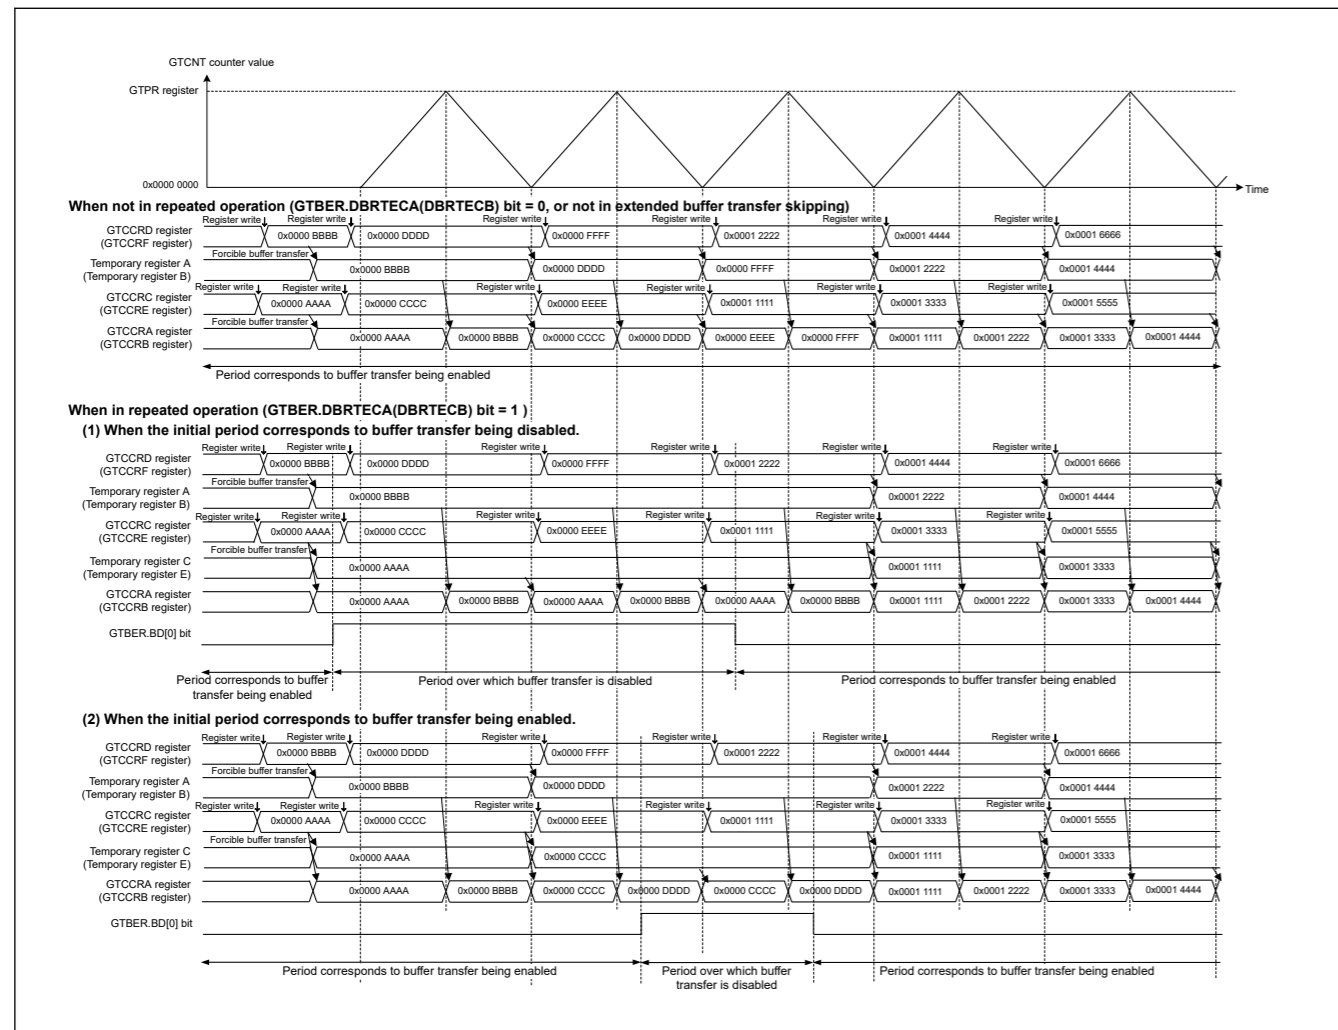 GTCNT counter value
GTPR register
0x0000 0000
Time
When not in repeated operation (GTBER.DBRTECA(DBRTECB) bit = 0, or not in extended buffer transfer skipping)
Register write Register write Register write Register write Register write Register write
GTCCRD register
(GTCCRF register)
0x0000 BBBB 0x0000 DDDD 0x0000 FFFF 0x0001 2222 0x0001 4444 0x0001 6666
Forcible buffer transfer
Temporary register A
(Temporary register B)
0x0000 BBBB 0x0000 DDDD 0x0000 FFFF 0x0001 2222 0x0001 4444
Register write Register write Register write Register write Register write Register write
GTCCRC register
(GTCCRE register)
0x0000 AAAA 0x0000 CCCC 0x0000 EEEE 0x0001 1111 0x0001 3333 0x0001 5555
Forcible buffer transfer
GTCCRA register
(GTCCRB register)
0x0000 AAAA 0x0000 BBBB 0x0000 CCCC 0x0000 DDDD 0x0000 EEEE 0x0000 FFFF 0x0001 1111 0x0001 2222 0x0001 3333 0x0001 4444
Period corresponds to buffer transfer being enabled
When in repeated operation (GTBER.DBRTECA(DBRTECB) bit = 1 )
(1) When the initial period corresponds to buffer transfer being disabled.
Register write Register write Register write Register write Register write Register write
GTCCRD register
(GTCCRF register)
0x0000 BBBB 0x0000 DDDD 0x0000 FFFF 0x0001 2222 0x0001 4444 0x0001 6666
Forcible buffer transfer
Temporary register A
(Temporary register B)
0x0000 BBBB 0x0001 2222 0x0001 4444
Register write Register write Register write Register write Register write Register write
GTCCRC register
(GTCCRE register)
0x0000 AAAA 0x0000 CCCC 0x0000 EEEE 0x0001 1111 0x0001 3333 0x0001 5555
Forcible buffer transfer
Temporary register C
(Temporary register E)
0x0000 AAAA 0x0001 1111 0x0001 3333
GTCCRA register
(GTCCRB register)
0x0000 AAAA 0x0000 BBBB 0x0000 AAAA 0x0000 BBBB 0x0000 AAAA 0x0000 BBBB 0x0001 1111 0x0001 2222 0x0001 3333 0x0001 4444
GTBER.BD[0] bit
Period corresponds to buffer
transfer being enabled
Period over which buffer transfer is disabled
Period corresponds to buffer transfer being enabled
(2) When the initial period corresponds to buffer transfer being enabled.
Register write Register write Register write Register write Register write Register write
GTCCRD register
(GTCCRF register)
0x0000 BBBB 0x0000 DDDD 0x0000 FFFF 0x0001 2222 0x0001 4444 0x0001 6666
Forcible buffer transfer
Temporary register A
(Temporary register B)
0x0000 BBBB 0x0000 DDDD 0x0001 2222 0x0001 4444
Register write Register write Register write Register write Register write Register write
GTCCRC register
(GTCCRE register)
0x0000 AAAA 0x0000 CCCC 0x0000 EEEE 0x0001 1111 0x0001 3333 0x0001 5555
Forcible buffer transfer
Temporary register C
(Temporary register E)
0x0000 AAAA 0x0000 CCCC 0x0001 1111 0x0001 3333
GTCCRA register
(GTCCRB register)
0x0000 AAAA 0x0000 BBBB 0x0000 CCCC 0x0000 DDDD 0x0000 CCCC 0x0000 DDDD 0x0001 1111 0x0001 2222 0x0001 3333 0x0001 4444
GTBER.BD[0] bit
Period corresponds to buffer transfer being enabled
Period over which buffer
transfer is disabled
Period corresponds to buffer transfer being enabled